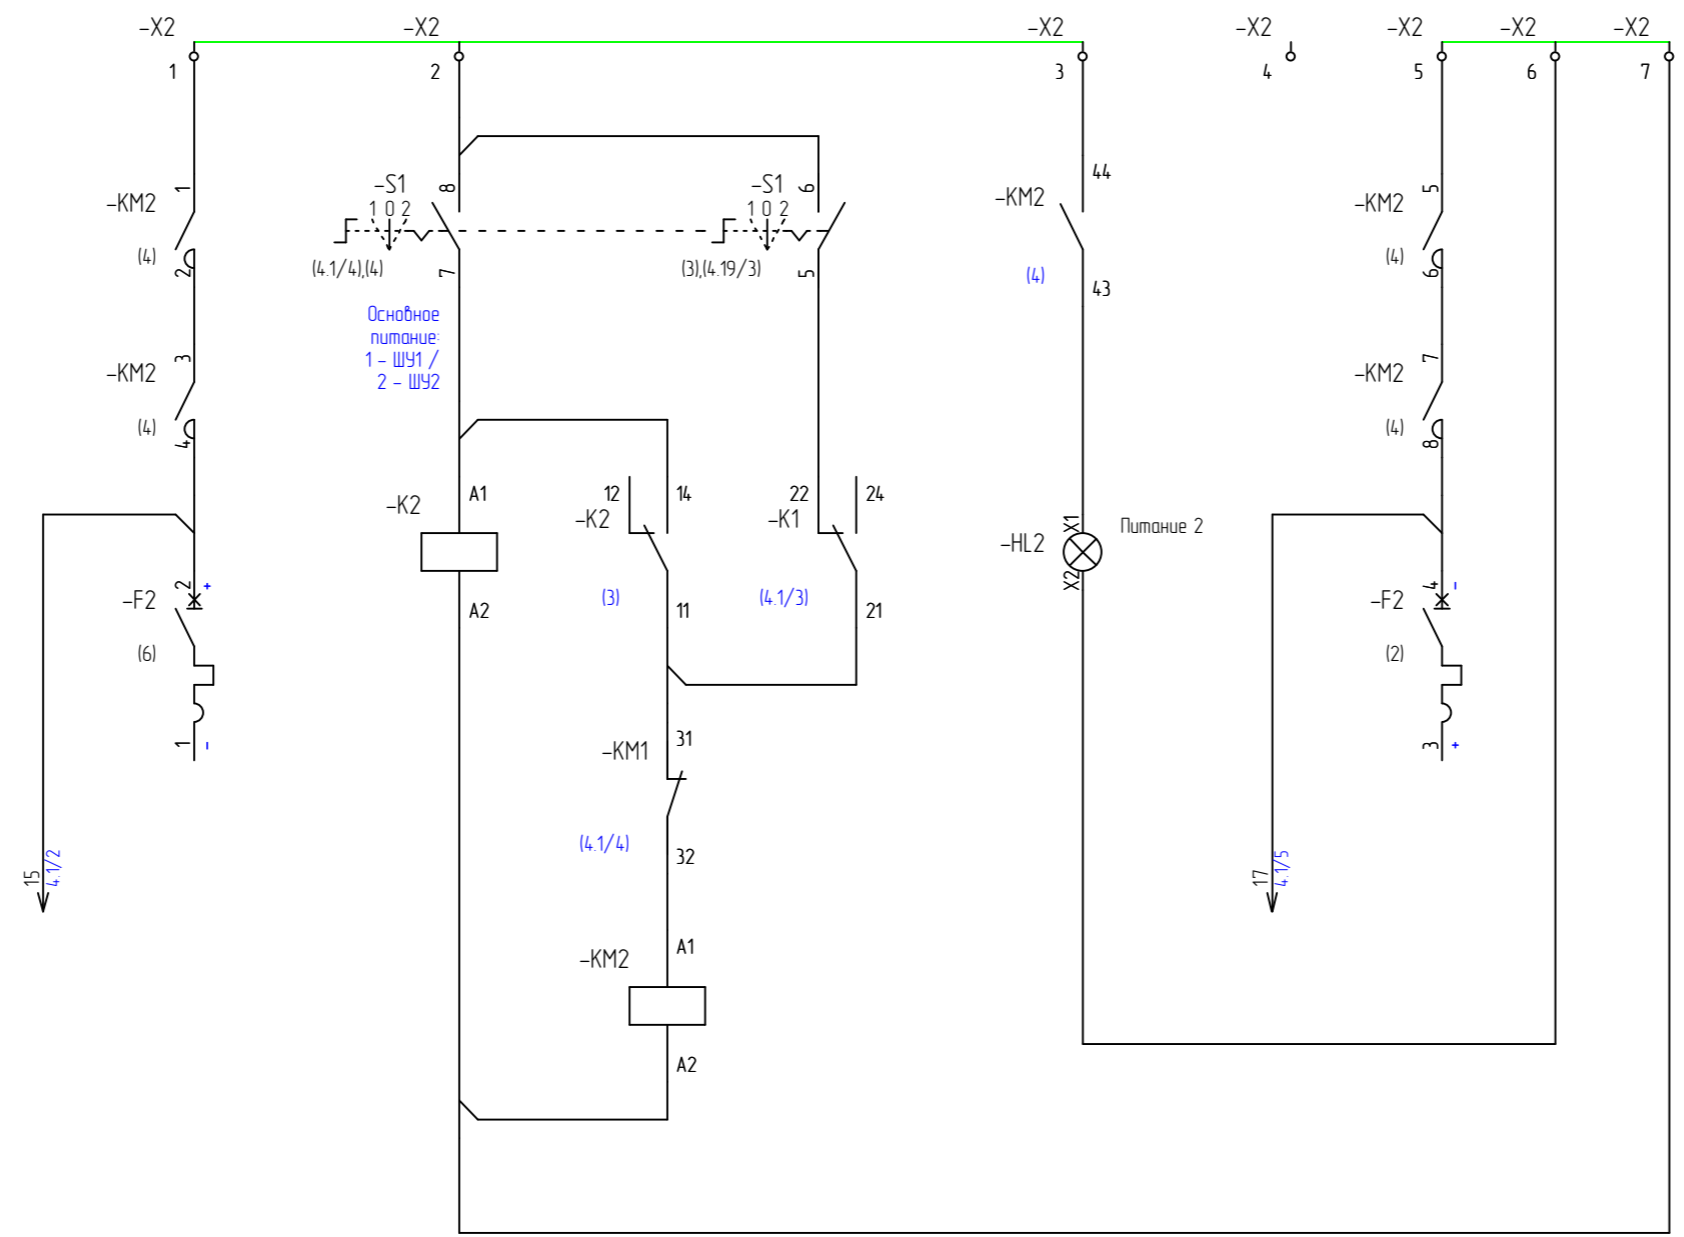 –X2 –X2 –X2 –X2 –X2 –X2 –X2
1 2 3 4 5 6 7
–KM2 1
(4) 2
–S1 8
1 0 2
(4.1/4),(4) 7
–S1 6
1 0 2
(3),(4.19/3) 5
–KM2 44
(4) 43
–KM2 5
(4) 6
Основное
питание:
1 – ШУ1 /
2 – ШУ2
–KM2 3
(4) 4
–KM2 7
(4) 8
–K2 A1
A2
12 14
–K2
(3) 11
22 24
–K1
(4.1/3) 21
–HL2 X1 Питание 2
X2
–F2 2 +
(6)
1 –
–F2 4 –
(2)
3 +
–KM1 31
(4.1/4) 32
15
4.1/2
17
4.1/5
–KM2 A1
A2